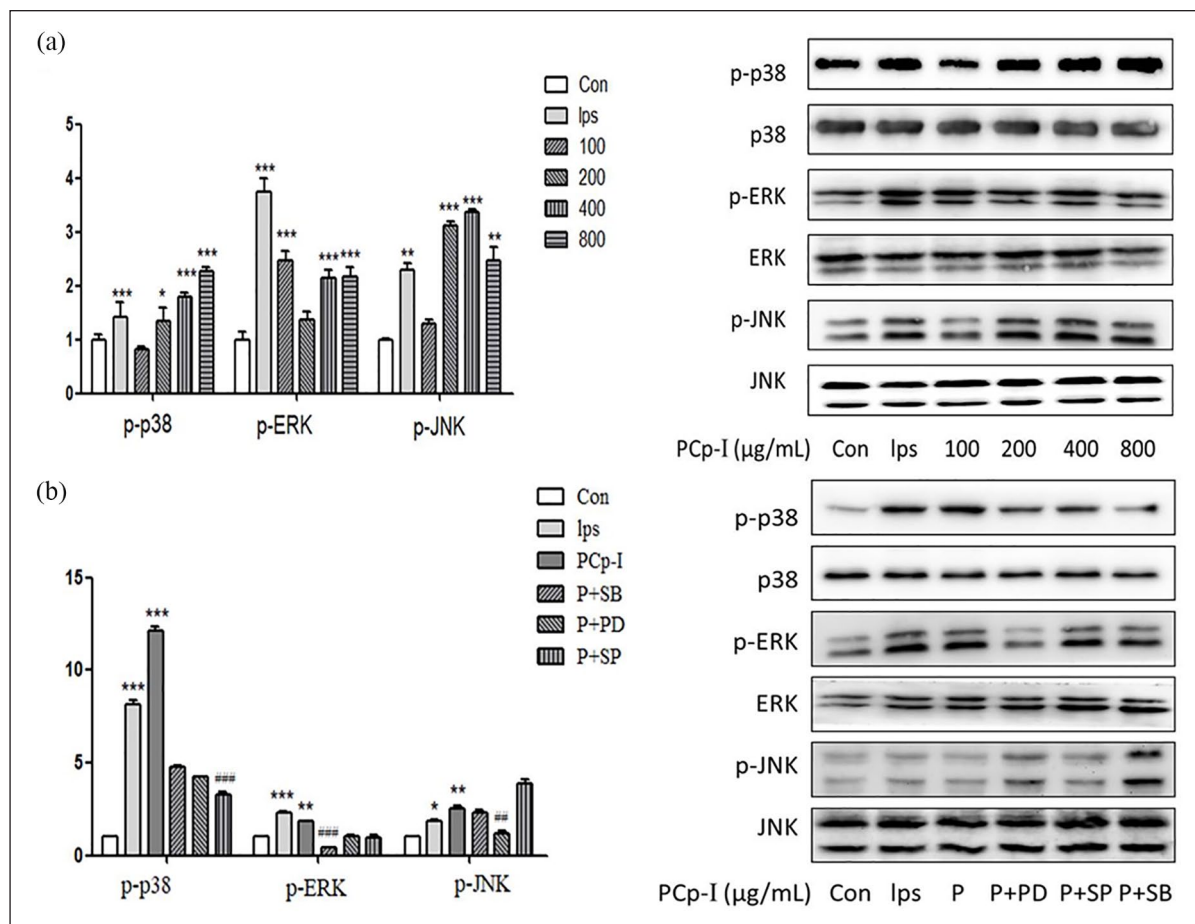 (a)
Con
lps
100
200
400
800
5
4
3
2
1
0
*** * *** ***
*** *** *** ***
** *** *** **
p-p38 p-ERK p-JNK
p-p38
p38
p-ERK
ERK
p-JNK
JNK
PCp-I (µg/mL) Con lps 100 200 400 800
(b)
Con
lps
PCp-I
P+SB
P+PD
P+SP
15
10
5
0
*** *** ###
*** ** ###
* ** ##
p-p38 p-ERK p-JNK
p-p38
p38
p-ERK
ERK
p-JNK
JNK
PCp-I (µg/mL) Con lps P P+PD P+SP P+SB